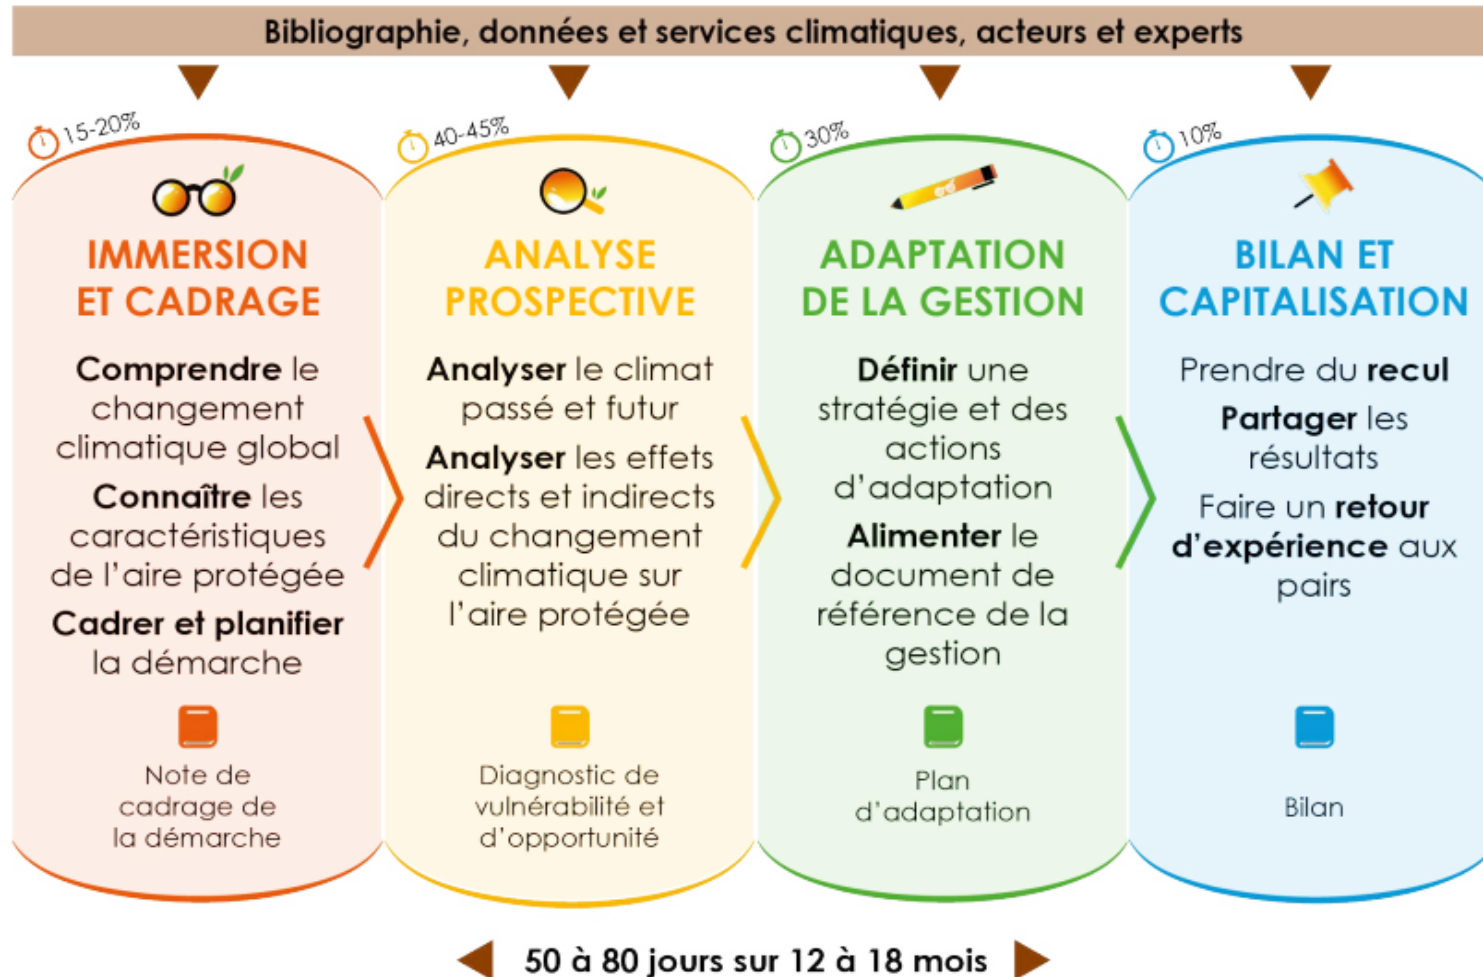 Bibliographie, données et services climatiques, acteurs et experts
15-20%
IMMERSION
ET CADRAGE
Comprendre le
changement
climatique global
Connaître les
caractéristiques
de l'aire protégée
Cadrer et planifier
la démarche
Note de
cadrage de
la démarche
40-45%
ANALYSE
PROSPECTIVE
Analyser le climat
passé et futur
Analyser les effets
directs et indirects
du changement
climatique sur
l'aire protégée
Diagnostic de
vulnérabilité et
d'opportunité
30%
ADAPTATION
DE LA GESTION
Définir une
stratégie et des
actions
d'adaptation
Alimenter le
document de
référence de la
gestion
Plan
d'adaptation
10%
BILAN ET
CAPITALISATION
Prendre du recul
Partager les
résultats
Faire un retour
d'expérience aux
pairs
Bilan
50 à 80 jours sur 12 à 18 mois